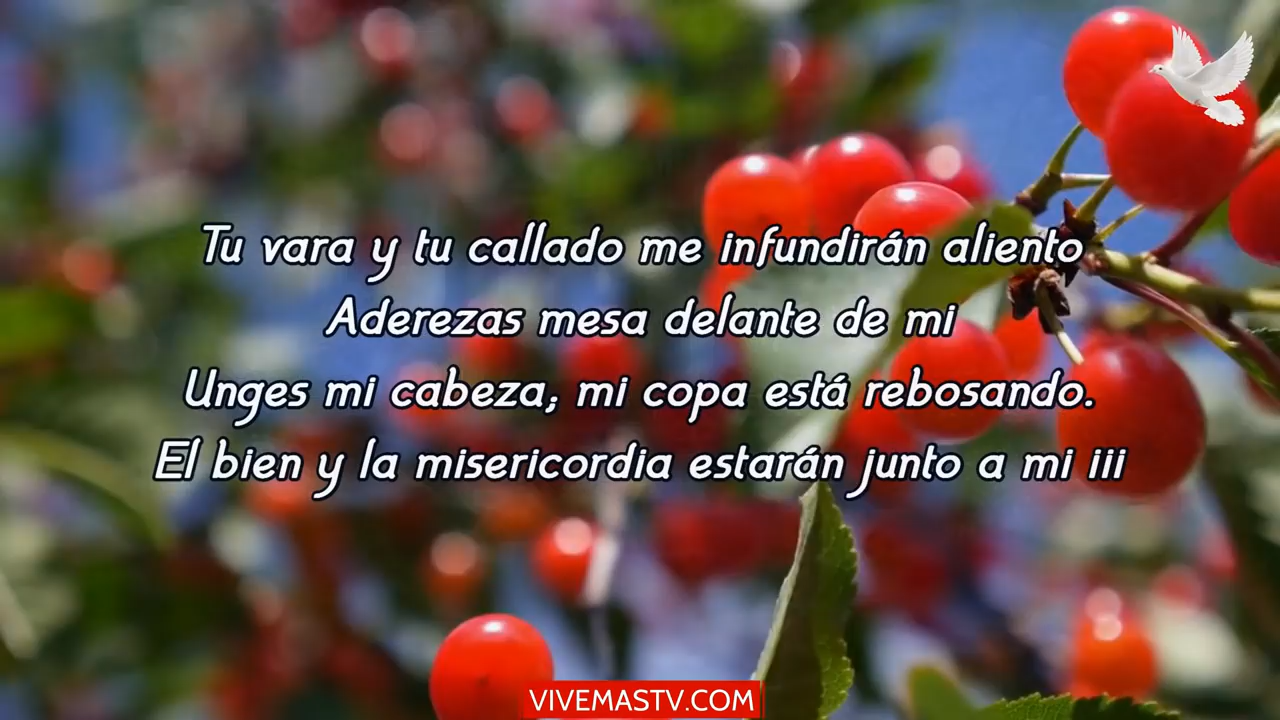 Tu vara y tu callado me infundirán aliento
Aderezas mesa delante de mi
Unges mi cabeza; mi copa está rebosando.
El bien y la misericordia estarán junto a mi iii
VIVEMASTV.COM